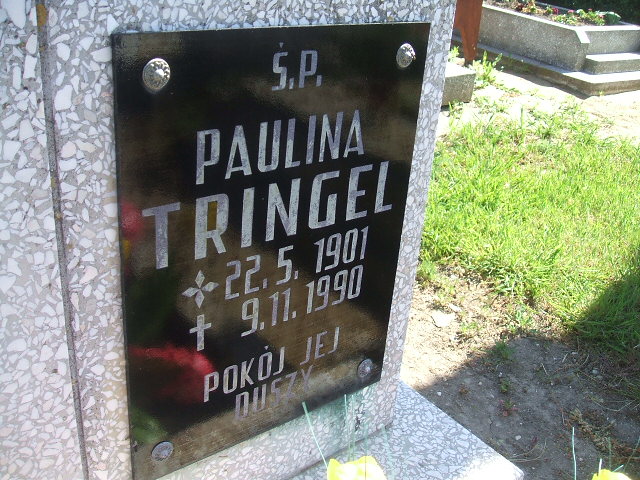 Ś.P.
PAULINA
TRINGEL
22.5.1901
9.11.1990
POKÓJ JEJ
DUSZY